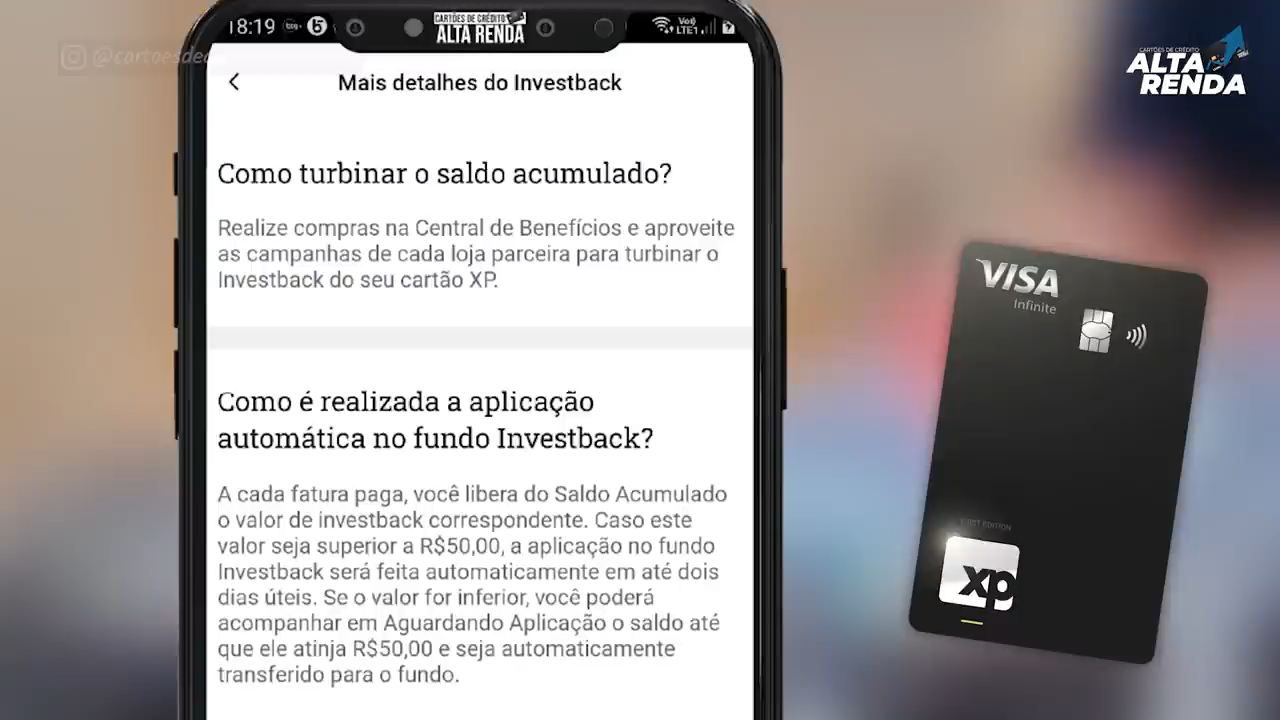 18:19
CARTÕES DE CRÉDITO
ALTA RENDA
Vo))
LTE1
@cartoesde
CARTÕES DE CRÉDITO
ALTA
RENDA
Mais detalhes do Investback
Como turbinar o saldo acumulado?
Realize compras na Central de Benefícios e aproveite
as campanhas de cada loja parceira para turbinar o
Investback do seu cartão XP.
Como é realizada a aplicação
automática no fundo Investback?
A cada fatura paga, você libera do Saldo Acumulado
o valor de investback correspondente. Caso este
valor seja superior a R$50,00, a aplicação no fundo
Investback será feita automaticamente em até dois
dias úteis. Se o valor for inferior, você poderá
acompanhar em Aguardando Aplicação o saldo até
que ele atinja R$50,00 e seja automaticamente
transferido para o fundo.
VISA
Infinite
FIRST EDITION
xp